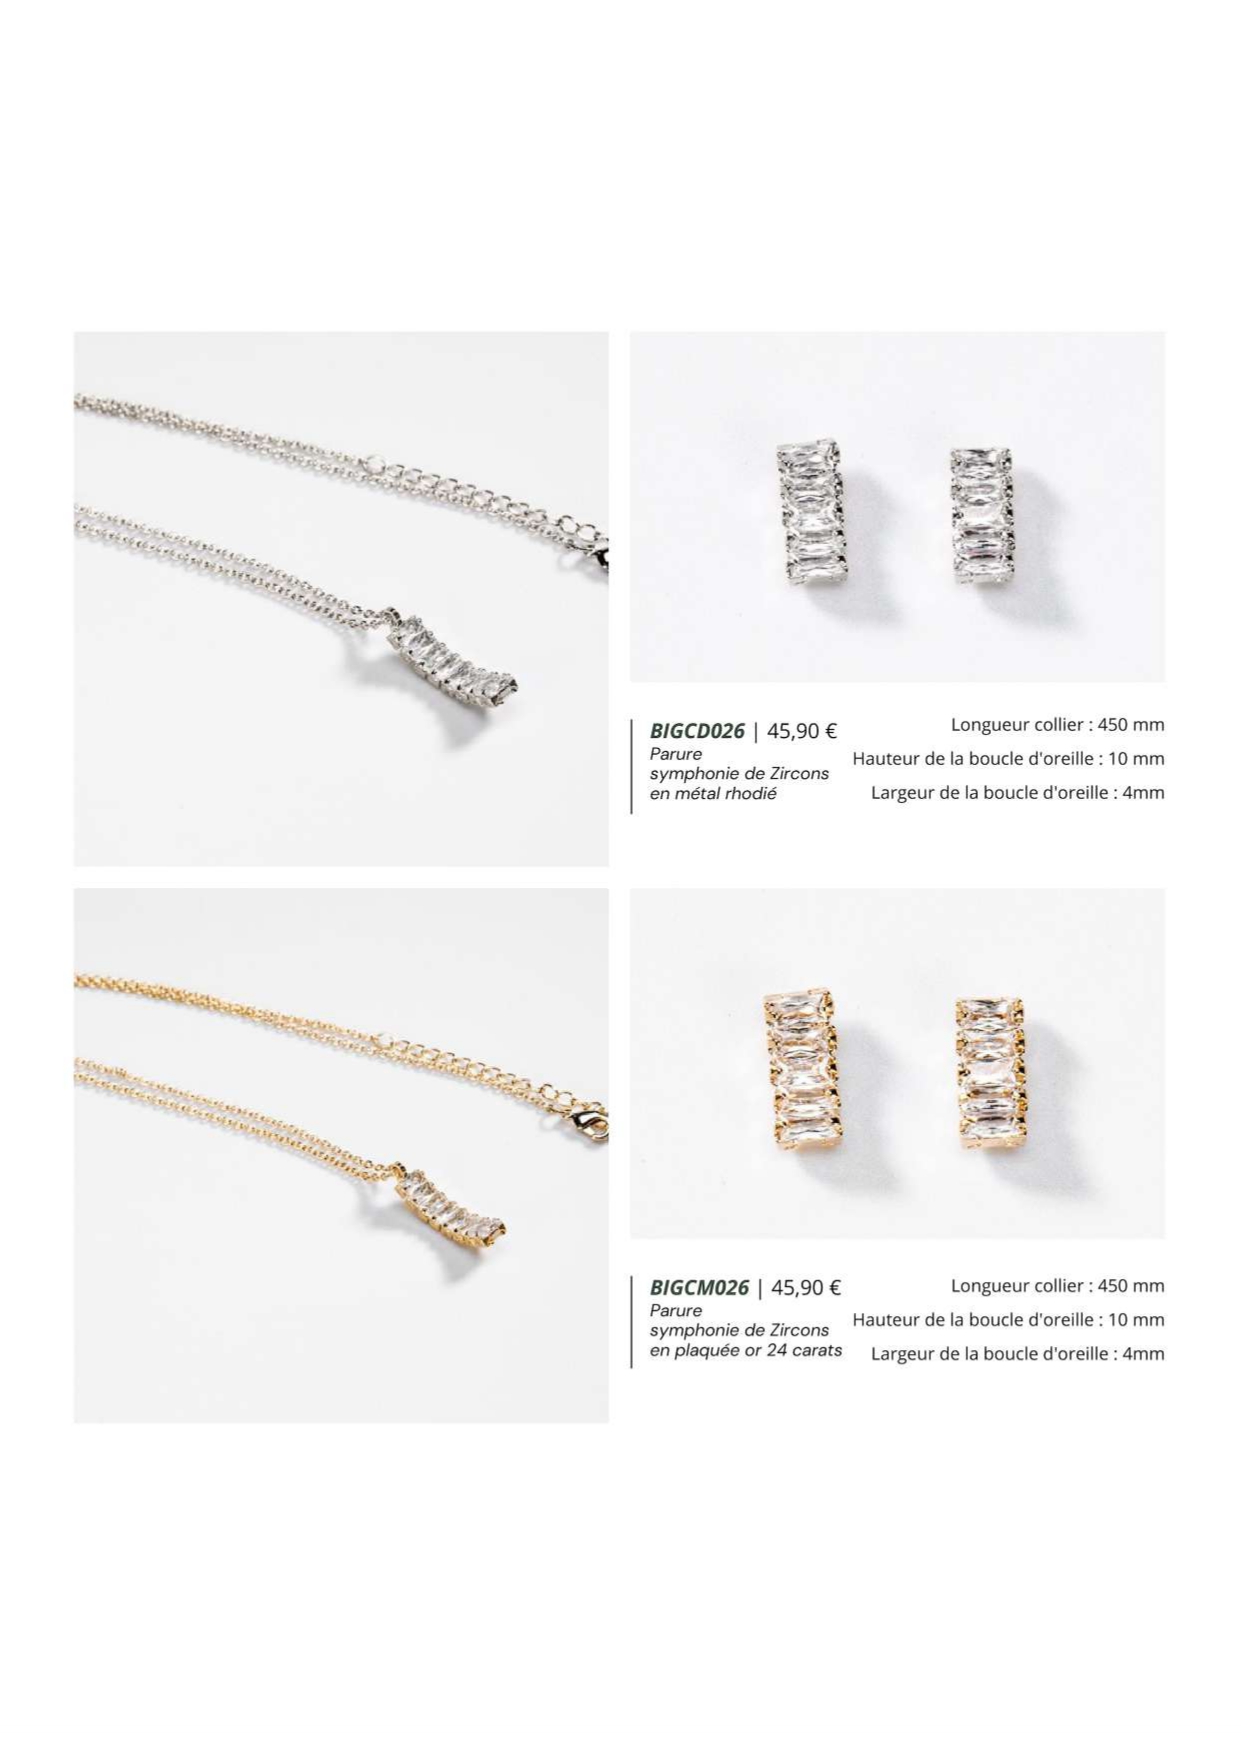 BIGCD026 | 45,90 €
Parure
symphonie de Zircons
en métal rhodié
Longueur collier : 450 mm
Hauteur de la boucle d'oreille : 10 mm
Largeur de la boucle d'oreille : 4mm
BIGCM026 | 45,90 €
Parure
symphonie de Zircons
en plaquée or 24 carats
Longueur collier : 450 mm
Hauteur de la boucle d'oreille : 10 mm
Largeur de la boucle d'oreille : 4mm